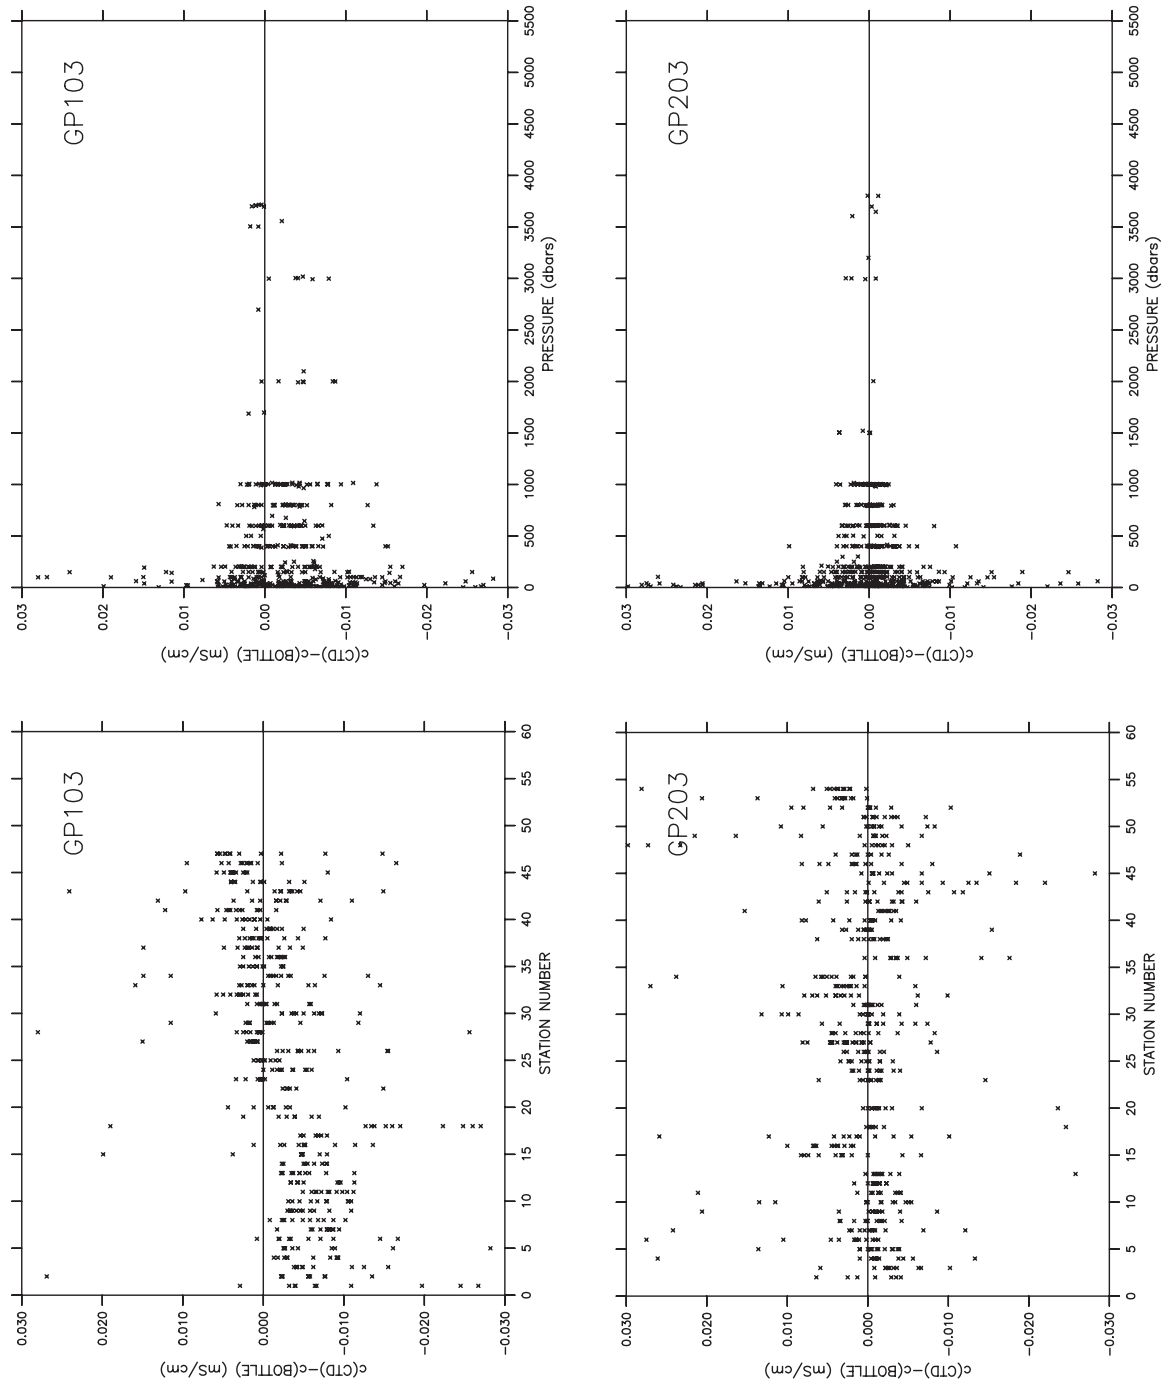 GP103
0.03
0.02
0.01
0.00
−0.01
−0.02
−0.03
c(CTD)−c(BOTTLE) (mS/cm)
0 500 1000 1500 2000 2500 3000 3500 4000 4500 5000 5500
PRESSURE (dbars)
GP203
0.03
0.02
0.01
0.00
−0.01
−0.02
−0.03
c(CTD)−c(BOTTLE) (mS/cm)
0 500 1000 1500 2000 2500 3000 3500 4000 4500 5000 5500
PRESSURE (dbars)
GP103
0.030
0.020
0.010
0.000
−0.010
−0.020
−0.030
c(CTD)−c(BOTTLE) (mS/cm)
0 5 10 15 20 25 30 35 40 45 50 55 60
STATION NUMBER
GP203
0.030
0.020
0.010
0.000
−0.010
−0.020
−0.030
c(CTD)−c(BOTTLE) (mS/cm)
0 5 10 15 20 25 30 35 40 45 50 55 60
STATION NUMBER